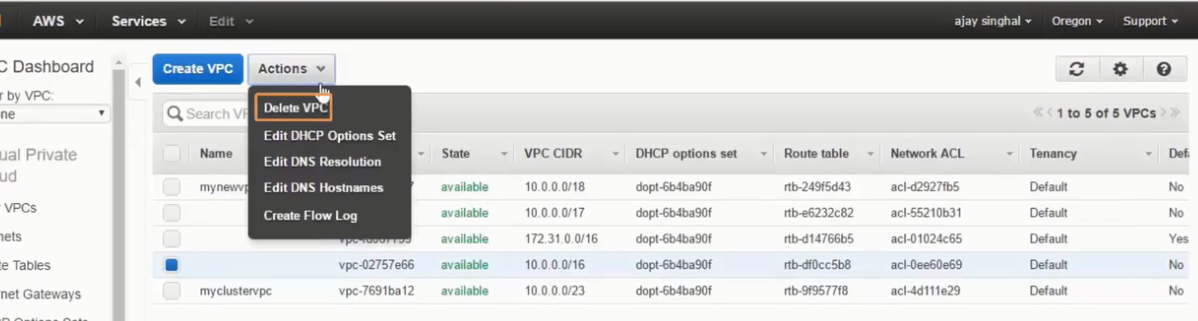 AWS Services Edit ajay singhal Oregon Support
C Dashboard Create VPC Actions
er by VPC:
ne Search 1 to 5 of 5 VPCs
Delete VPC
Edit DHCP Options Set
Edit DNS Resolution
Edit DNS Hostnames
Create Flow Log
Name State VPC CIDR DHCP options set Route table Network ACL Tenancy Defa
mynewvp 7 available 10.0.0.0/18 dopt-6b4ba90f rtb-249f5d43 acl-d2927fb5 Default No
available 10.0.0.0/17 dopt-6b4ba90f rtb-e6232c82 acl-55210b31 Default No
available 172.31.0.0/16 dopt-6b4ba90f rtb-d14766b5 acl-01024c65 Default Yes
vpc-02757e66 available 10.0.0.0/16 dopt-6b4ba90f rtb-df0cc5b8 acl-0ee60e69 Default No
myclustervpc vpc-7691ba12 available 10.0.0.0/23 dopt-6b4ba90f rtb-9f9577f8 acl-4d111e29 Default No
ual Private
ud
r VPCs
nets
te Tables
rnet Gateways